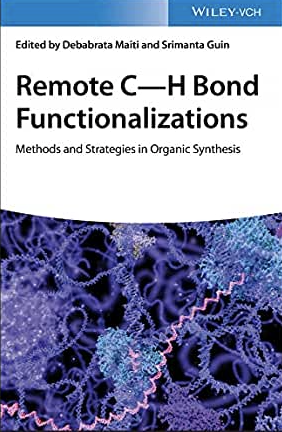 WILEY-VCH
Edited by Debabrata Maiti and Srimanta Guin
Remote C—H Bond
Functionalizations
Methods and Strategies in Organic Synthesis